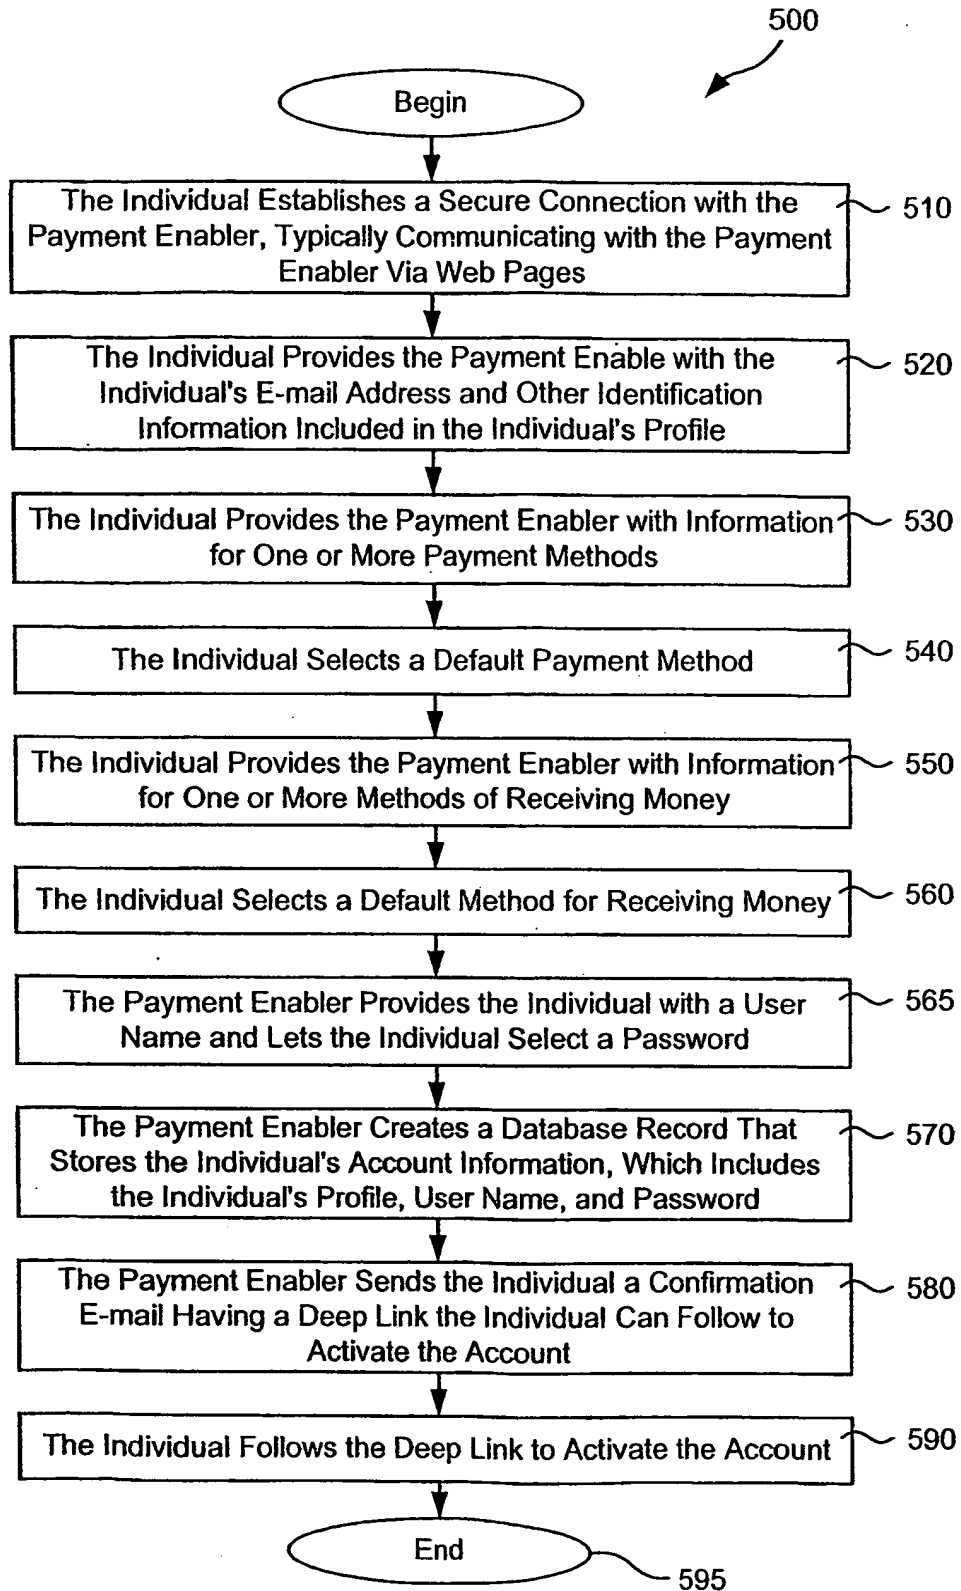 500
Begin
The Individual Establishes a Secure Connection with the
Payment Enabler, Typically Communicating with the Payment
Enabler Via Web Pages
510
The Individual Provides the Payment Enable with the
Individual's E-mail Address and Other Identification
Information Included in the Individual's Profile
520
The Individual Provides the Payment Enabler with Information
for One or More Payment Methods
530
The Individual Selects a Default Payment Method
540
The Individual Provides the Payment Enabler with Information
for One or More Methods of Receiving Money
550
The Individual Selects a Default Method for Receiving Money
560
The Payment Enabler Provides the Individual with a User
Name and Lets the Individual Select a Password
565
The Payment Enabler Creates a Database Record That
Stores the Individual's Account Information, Which Includes
the Individual's Profile, User Name, and Password
570
The Payment Enabler Sends the Individual a Confirmation
E-mail Having a Deep Link the Individual Can Follow to
Activate the Account
580
The Individual Follows the Deep Link to Activate the Account
590
End
595